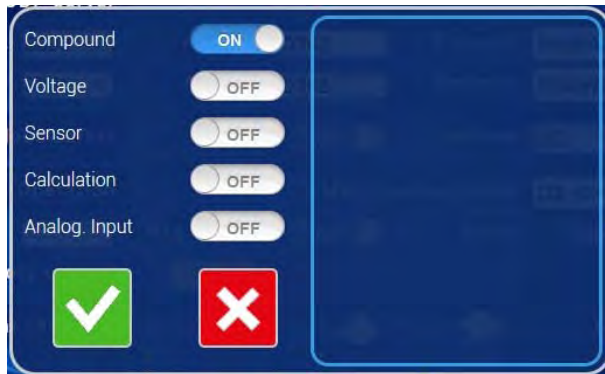 Compound ON
Voltage OFF
Sensor OFF
Calculation OFF
Analog. Input OFF